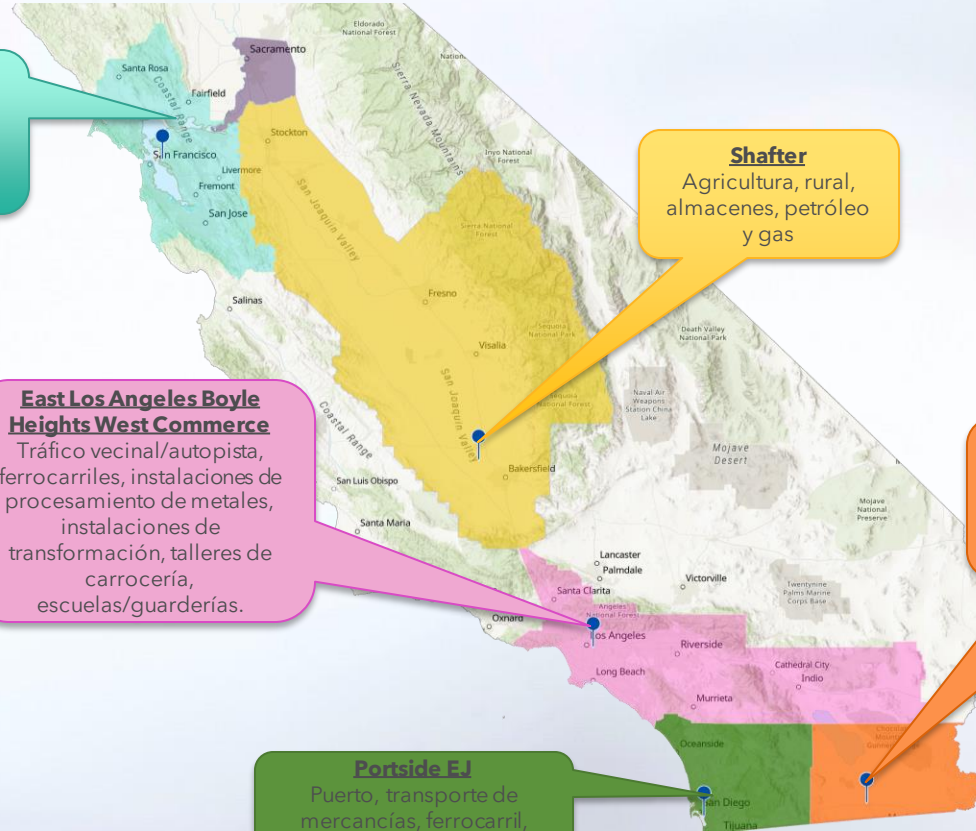 Eldorado
National Forest
Sacramento
Nation
Santa Rosa
Fairfield
Coastal Range
Sierra Nevada Mountains
Stockton
San Francisco
Livermore
Fremont
San Jose
Inyo National
Forest
San Joaquin Valley
Sierra National
Forest
Salinas
Fresno
Shafter
Agricultura, rural,
almacenes, petróleo
y gas
Sequoia
National Park
Death Valley
National Park
Visalia
San Joaquin Valley
Sequoia
National Forest
Naval Air
Weapons
Station China
Lake
East Los Angeles Boyle
Heights West Commerce
Tráfico vecinal/autopista,
ferrocarriles, instalaciones de
procesamiento de metales,
instalaciones de
transformación, talleres de
carrocería,
escuelas/guarderías.
Coastal Range
Mojave
Desert
Bakersfield
San Luis Obispo
Mojave
National
Preserve
Santa Maria
Lancaster
Palmdale
Victorville
Santa Clarita
Twentynine
Palms Marine
Corps Base
Angeles
National Forest
Oxnard
Los Angeles
Riverside
Long Beach
Cathedral City
Indio
Murrieta
Oceanside
Portside EJ
Puerto, transporte de
mercancías, ferrocarril,
San Diego
Tijuana